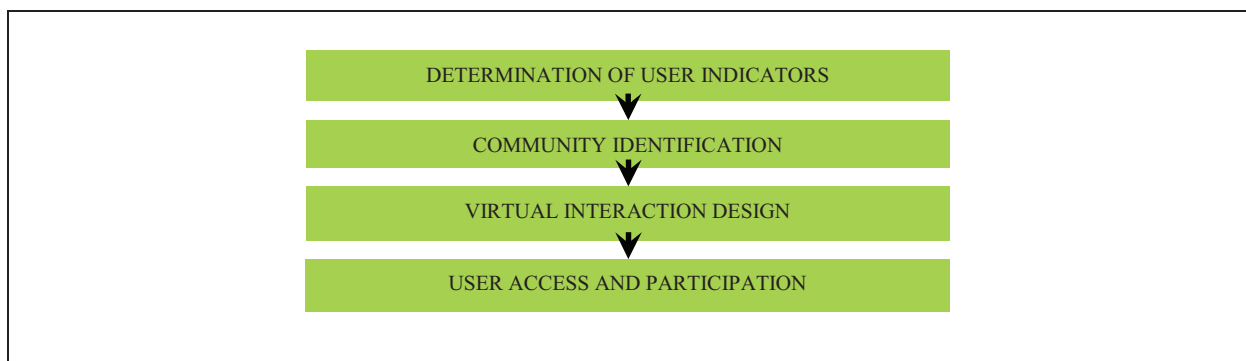 DETERMINATION OF USER INDICATORS
COMMUNITY IDENTIFICATION
VIRTUAL INTERACTION DESIGN
USER ACCESS AND PARTICIPATION